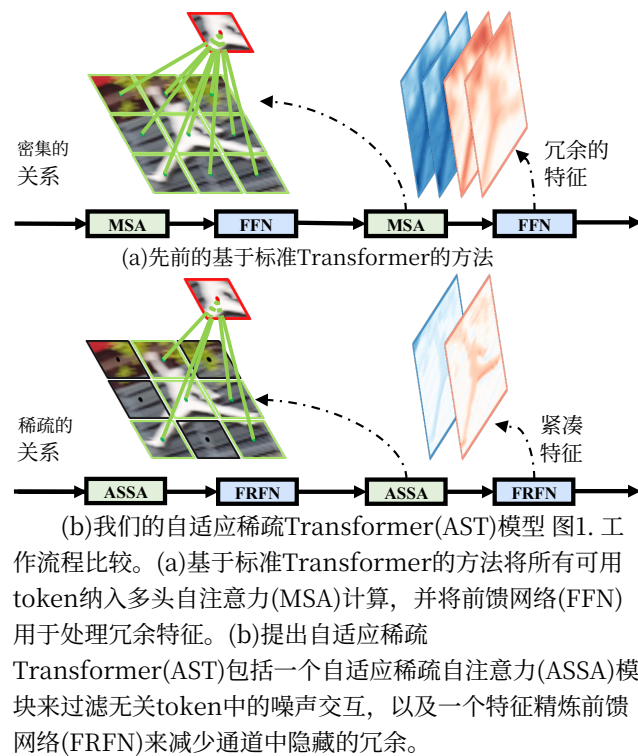 密集的
关系
冗余的
特征
MSA
FFN
MSA
FFN
(a)先前的基于标准Transformer的方法
稀疏的
关系
紧凑
特征
ASSA
FRFN
ASSA
FRFN
(b)我们的自适应稀疏Transformer(AST)模型 图1. 工
作流程比较。(a)基于标准Transformer的方法将所有可用
token纳入多头自注意力(MSA)计算，并将前馈网络(FFN)
用于处理冗余特征。(b)提出自适应稀疏
Transformer(AST)包括一个自适应稀疏自注意力(ASSA)模
块来过滤无关token中的噪声交互，以及一个特征精炼前馈
网络(FRFN)来减少通道中隐藏的冗余。